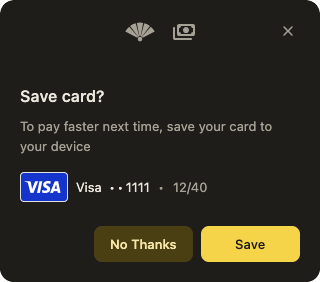 Save card?
To pay faster next time, save your card to
your device
VISA Visa ••1111 • 12/40
No Thanks Save